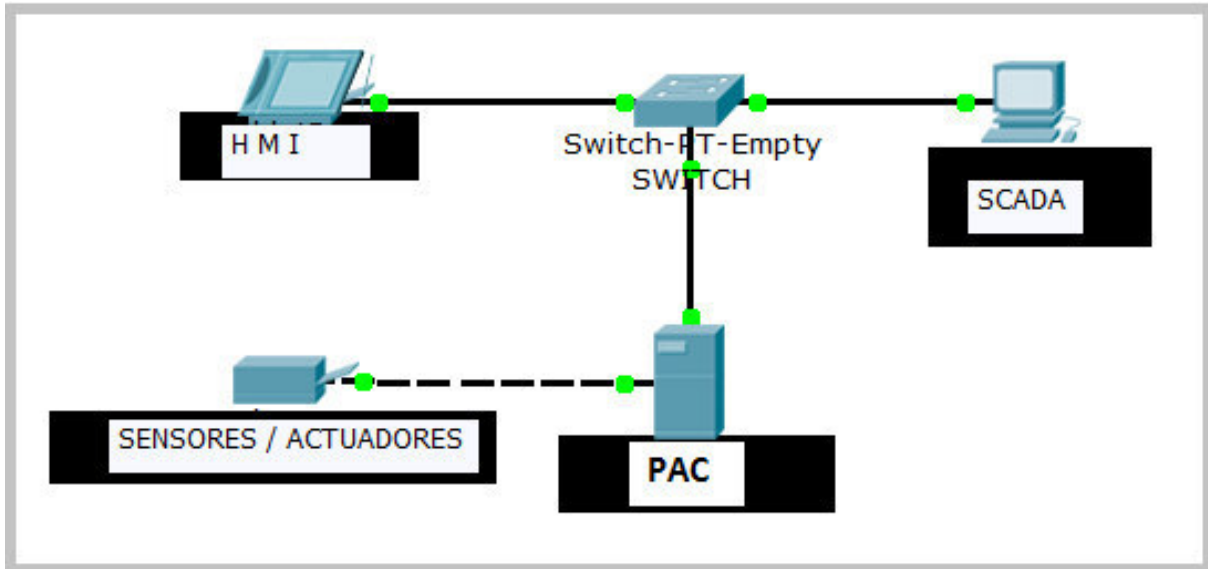 H M I
Switch-PT-Empty
SWITCH
SCADA
SENSORES / ACTUADORES
PAC